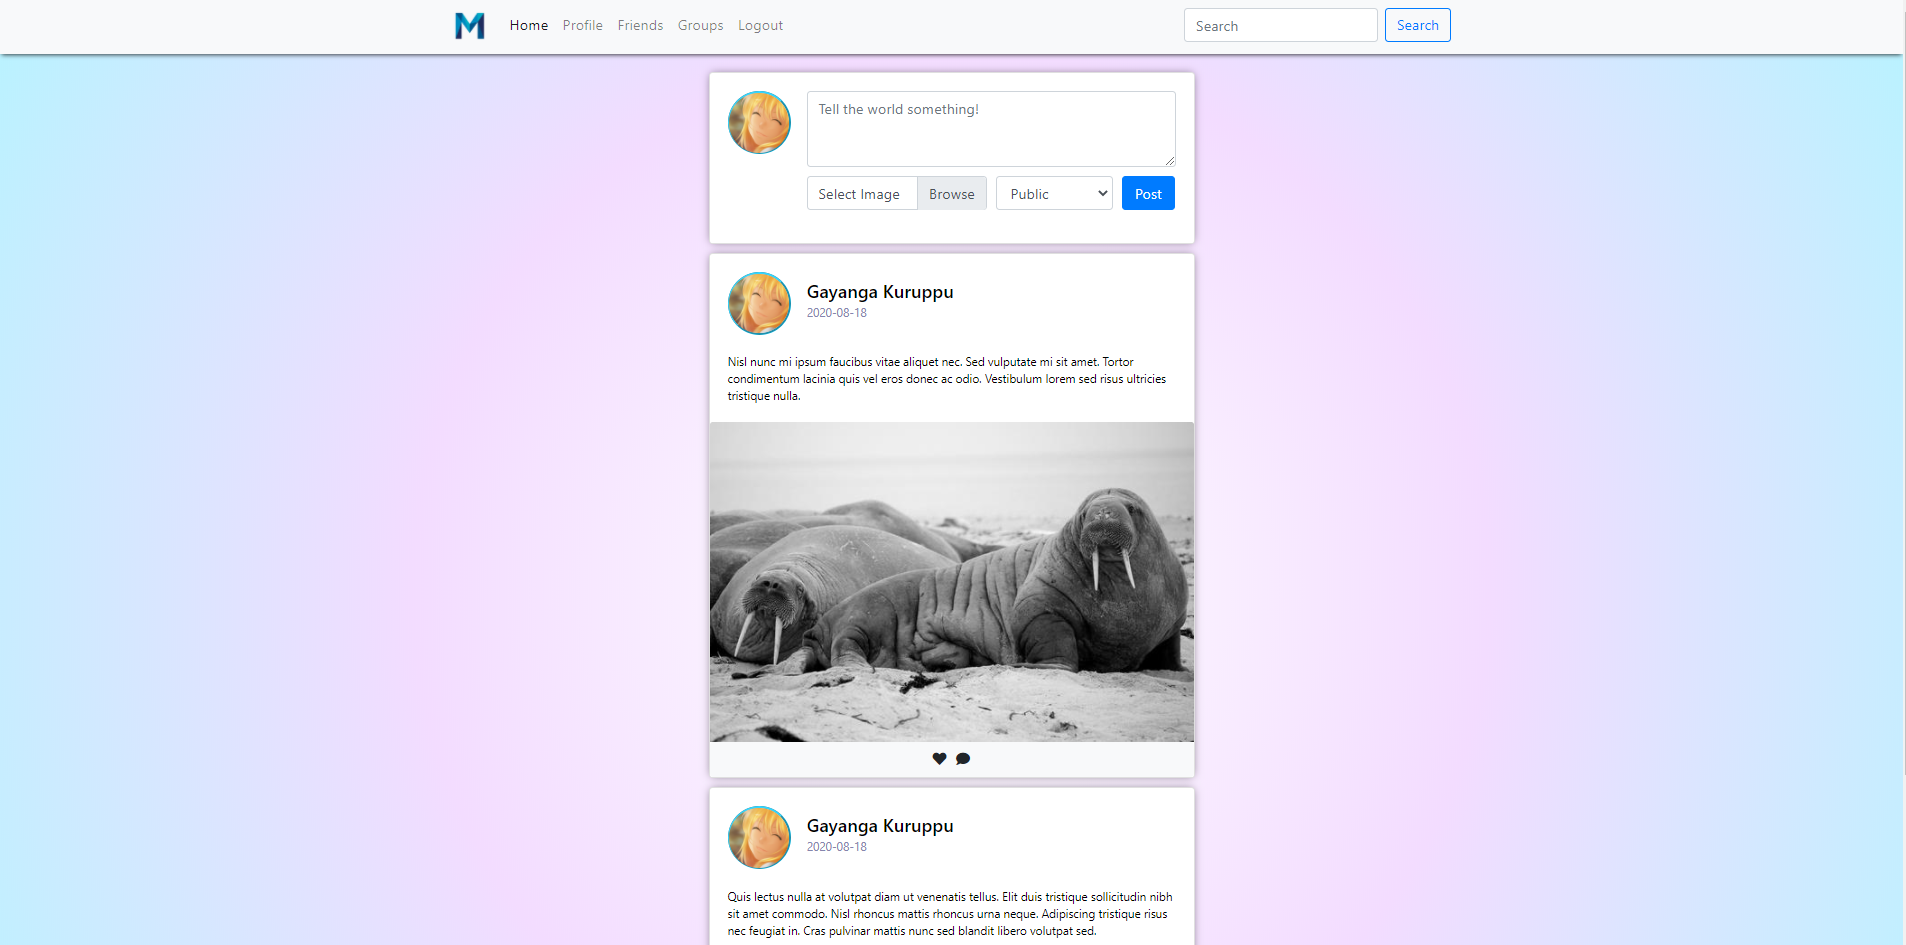 M Home Profile Friends Groups Logout Search Search
Tell the world something!
Select Image Browse Public Post
Gayanga Kuruppu
2020-08-18
Nisl nunc mi ipsum faucibus vitae aliquet nec. Sed vulputate mi sit amet. Tortor
condimentum lacinia quis vel eros donec ac odio. Vestibulum lorem sed risus ultricies
tristique nulla.
Gayanga Kuruppu
2020-08-18
Quis lectus nulla at volutpat diam ut venenatis tellus. Elit duis tristique sollicitudin nibh
sit amet commodo. Nisl rhoncus mattis rhoncus urna neque. Adipiscing tristique risus
nec feugiat in. Cras pulvinar mattis nunc sed blandit libero volutpat sed.